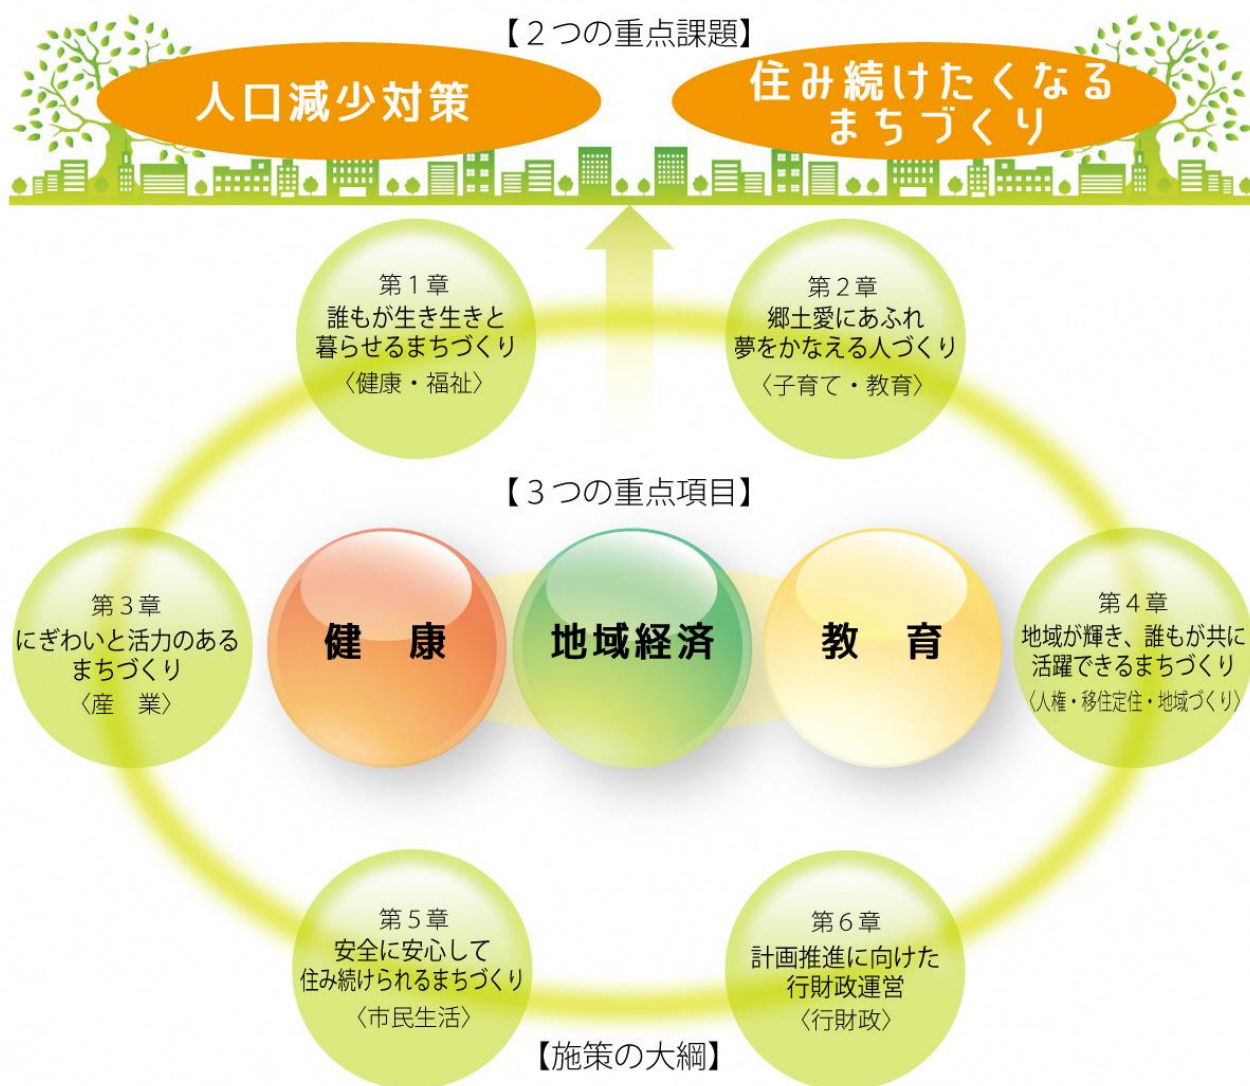 【２つの重点課題】
人口減少対策
住み続けたくなる
まちづくり
第１章
誰もが生き生きと
暮らせるまちづくり
〈健康・福祉〉
第２章
郷土愛にあふれ
夢をかなえる人づくり
〈子育て・教育〉
【３つの重点項目】
第３章
にぎわいと活力のある
まちづくり
〈産　業〉
健　康
地域経済
教　育
第４章
地域が輝き、誰もが共に
活躍できるまちづくり
〈人権・移住定住・地域づくり〉
第５章
安全に安心して
住み続けられるまちづくり
〈市民生活〉
第６章
計画推進に向けた
行財政運営
〈行財政〉
【施策の大綱】